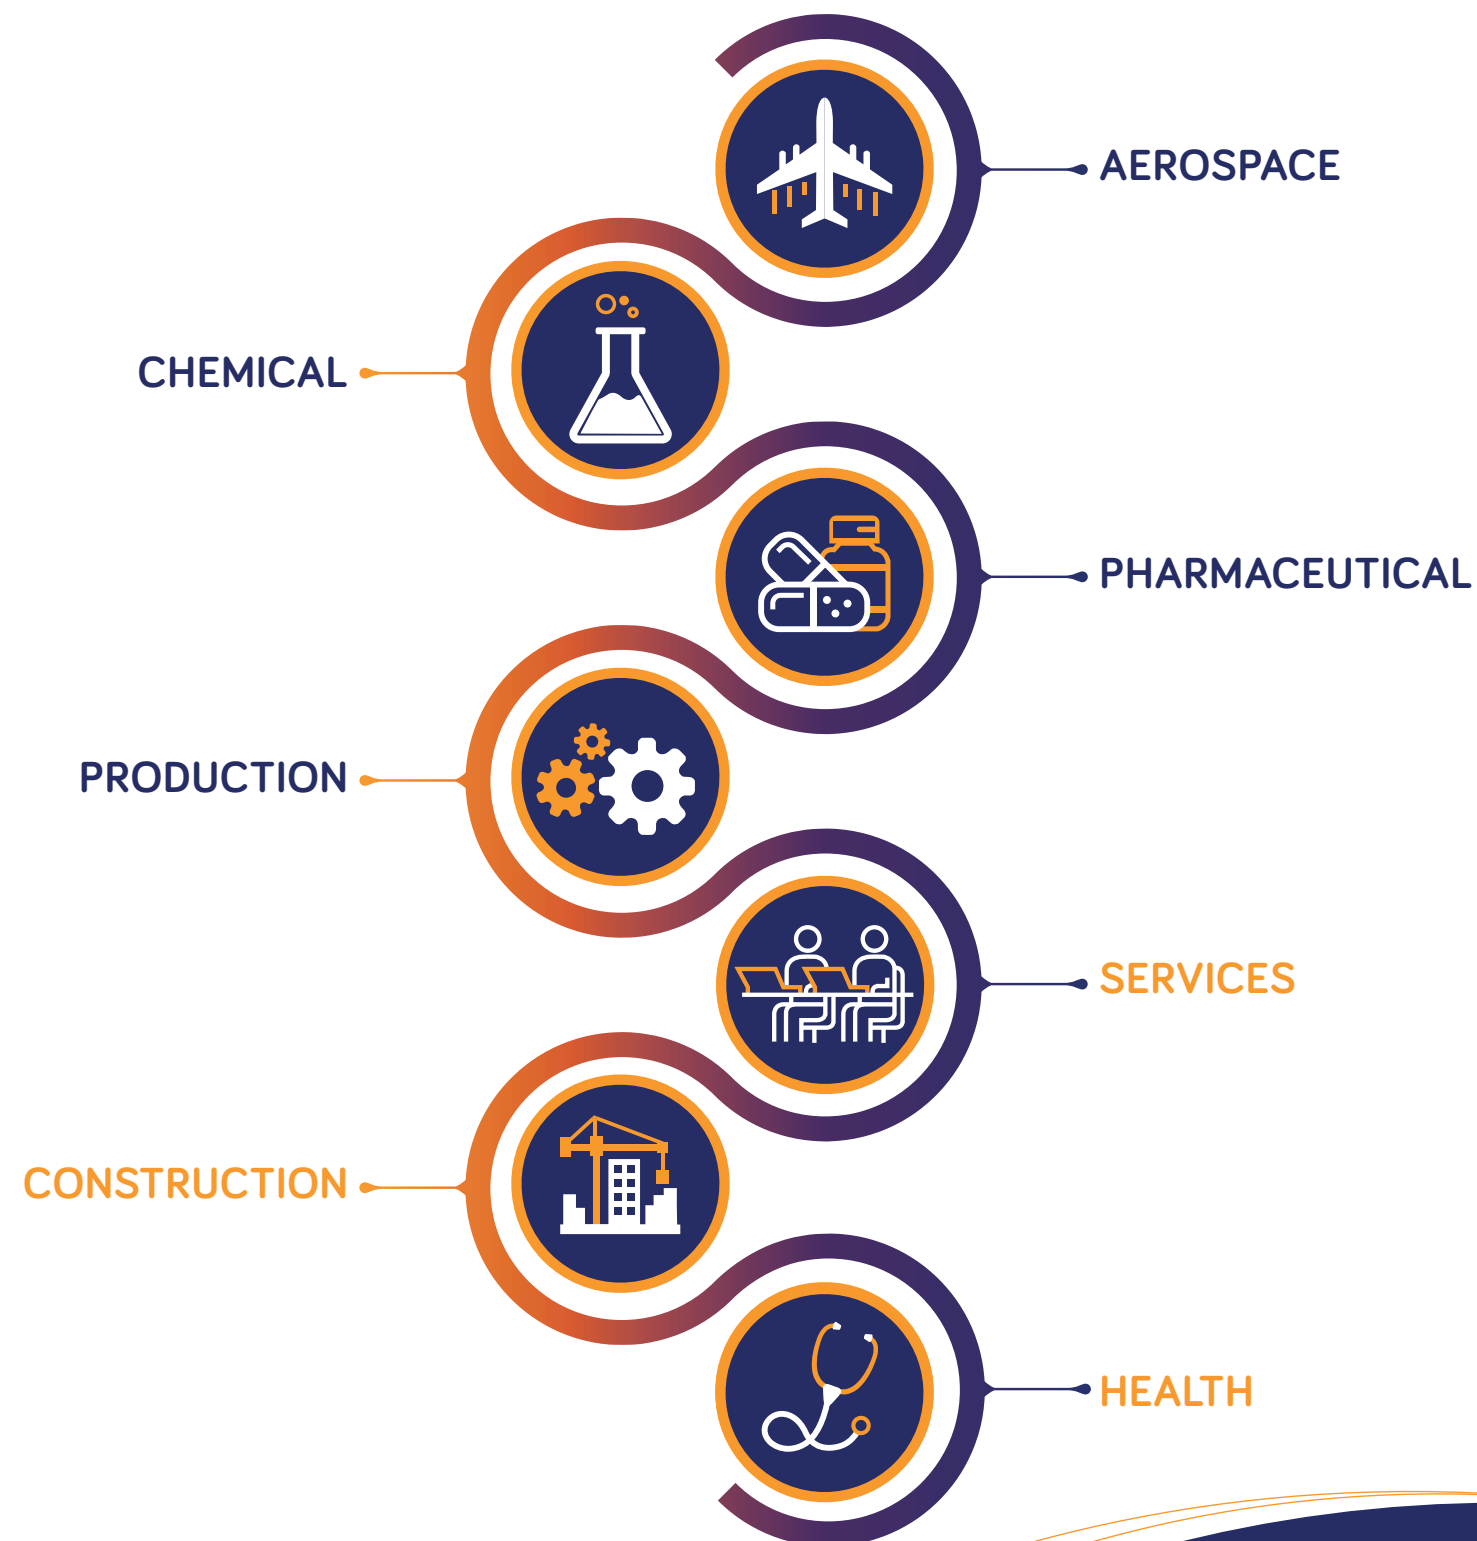 AEROSPACE
CHEMICAL
PHARMACEUTICAL
PRODUCTION
SERVICES
CONSTRUCTION
HEALTH